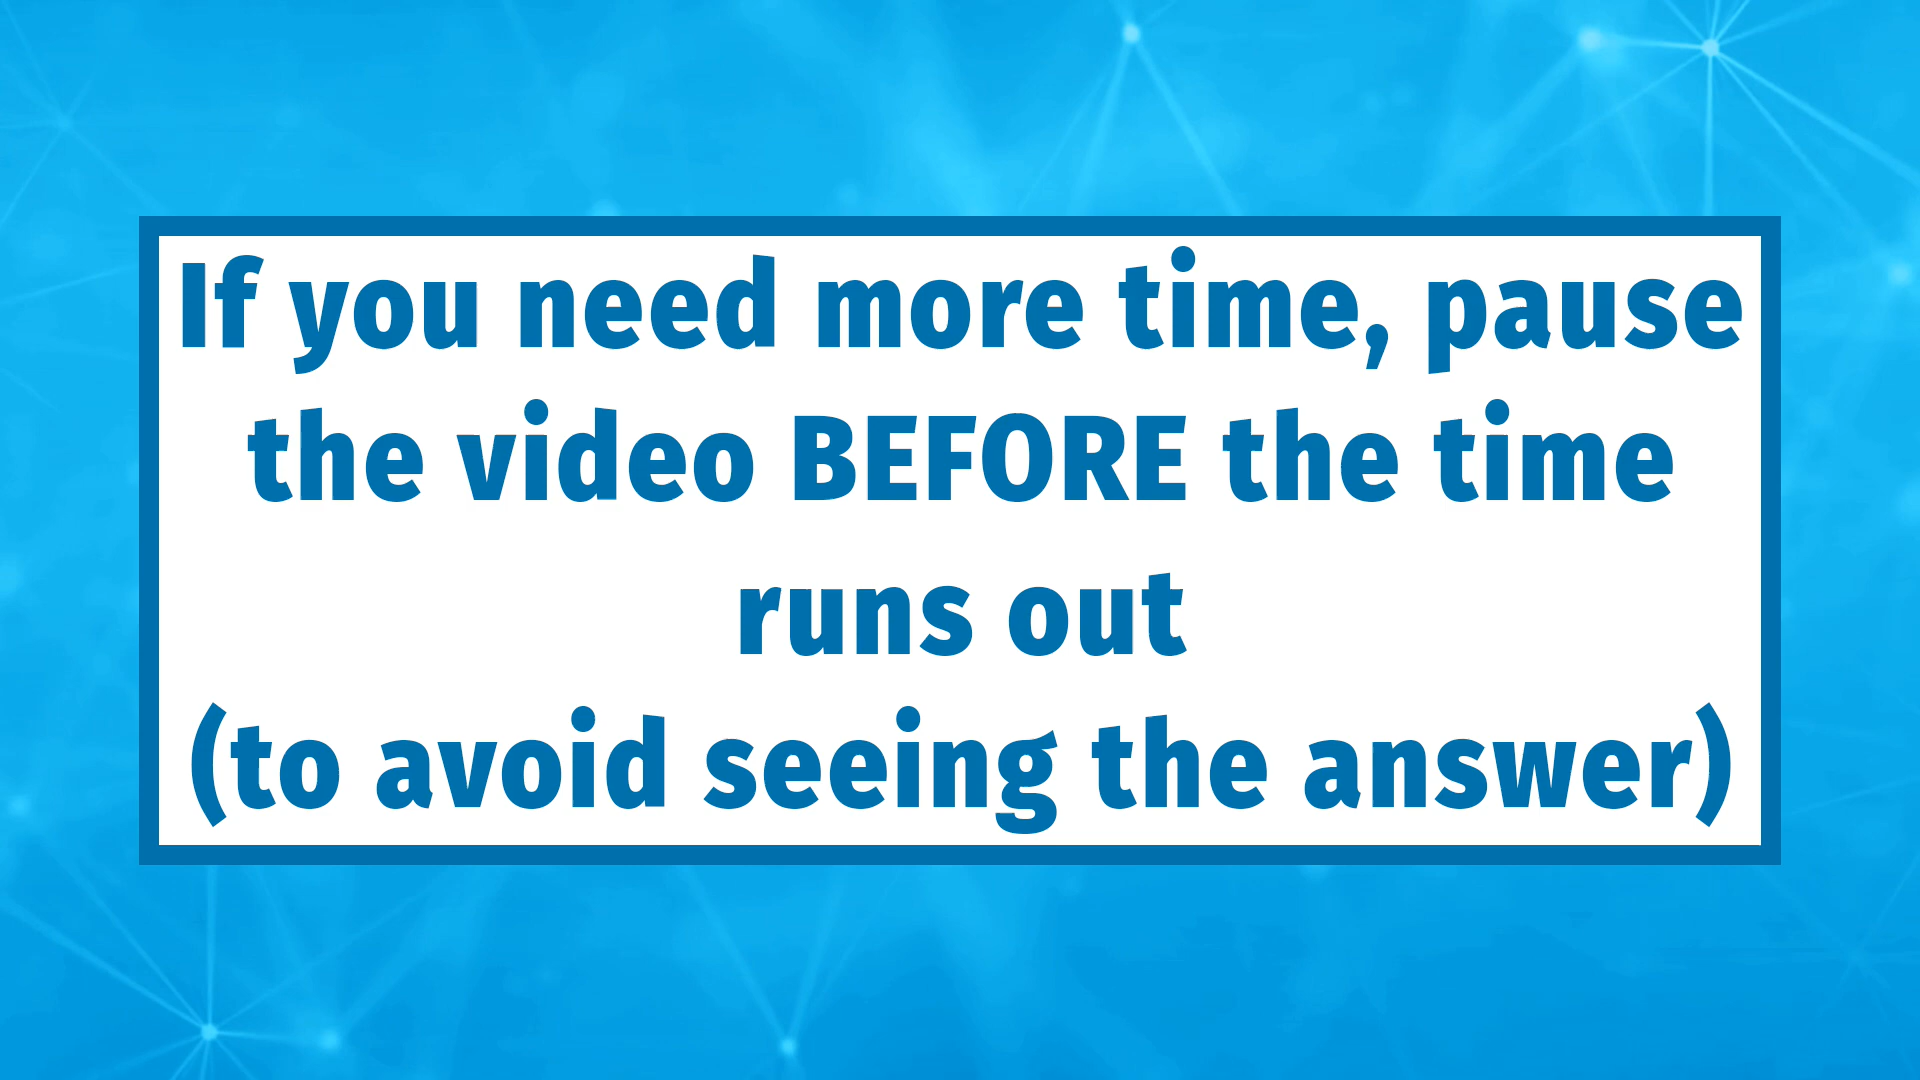 If you need more time, pause
the video BEFORE the time
runs out
(to avoid seeing the answer)